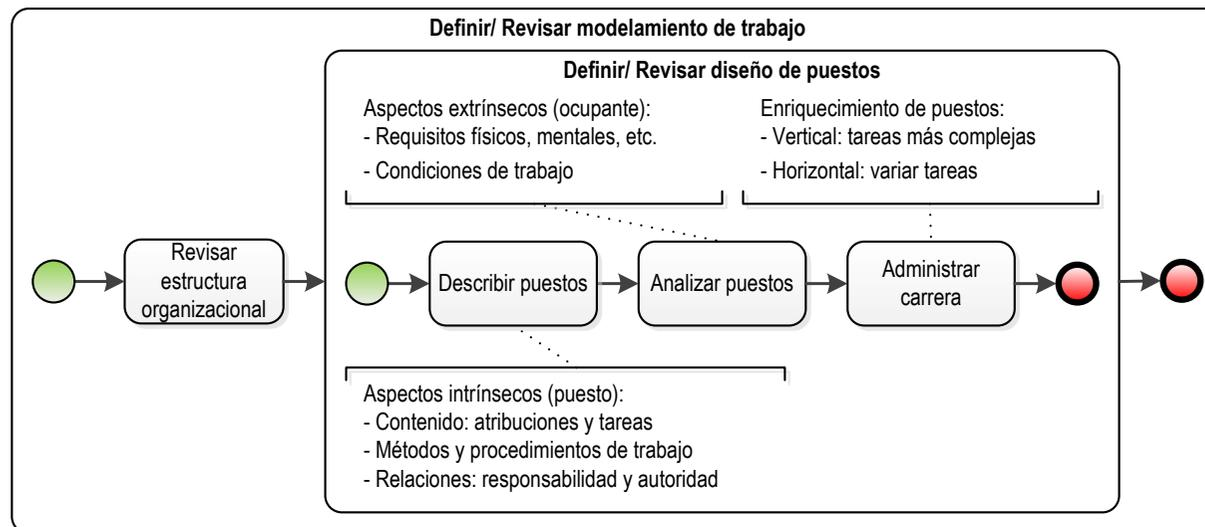 Definir/ Revisar modelamiento de trabajo
Definir/ Revisar diseño de puestos
Aspectos extrínsecos (ocupante):
- Requisitos físicos, mentales, etc.
- Condiciones de trabajo
Enriquecimiento de puestos:
- Vertical: tareas más complejas
- Horizontal: variar tareas
Revisar
estructura
organizacional
Describir puestos
Analizar puestos
Administrar
carrera
Aspectos intrínsecos (puesto):
- Contenido: atribuciones y tareas
- Métodos y procedimientos de trabajo
- Relaciones: responsabilidad y autoridad